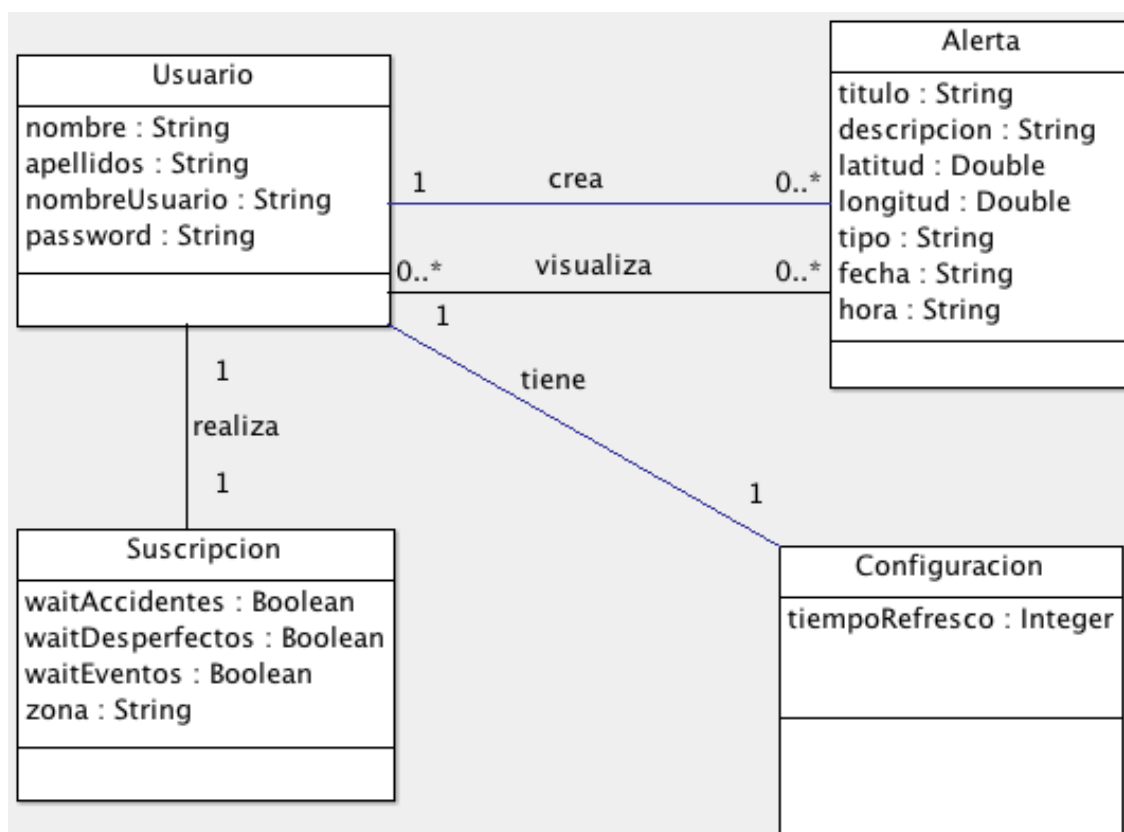 Usuario
nombre : String
apellidos : String
nombreUsuario : String
password : String
Alerta
titulo : String
descripcion : String
latitud : Double
longitud : Double
tipo : String
fecha : String
hora : String
1 crea 0..*
0..* visualiza 0..*
1
tiene
1
1
realiza
1
Suscripcion
waitAccidentes : Boolean
waitDesperfectos : Boolean
waitEventos : Boolean
zona : String
Configuracion
tiempoRefresco : Integer